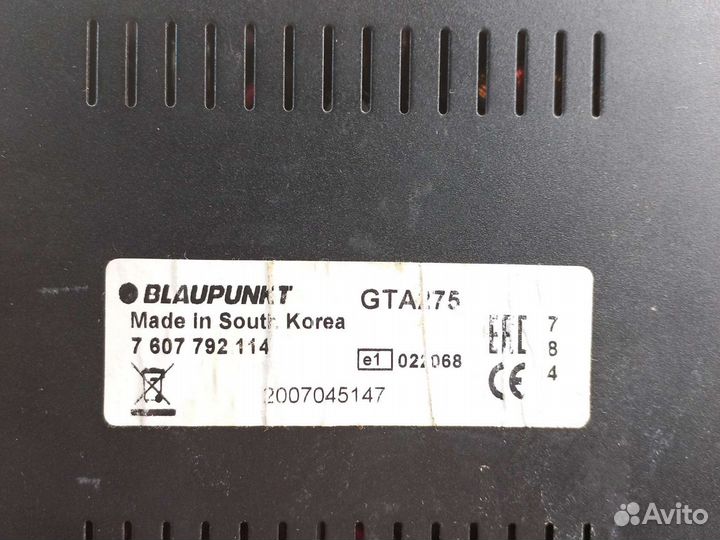 BLAUPUNKT GTA275
Made in South Korea
7 607 792 114
e1 022068
2007045147
EAC
CE
7
8
4
Avito